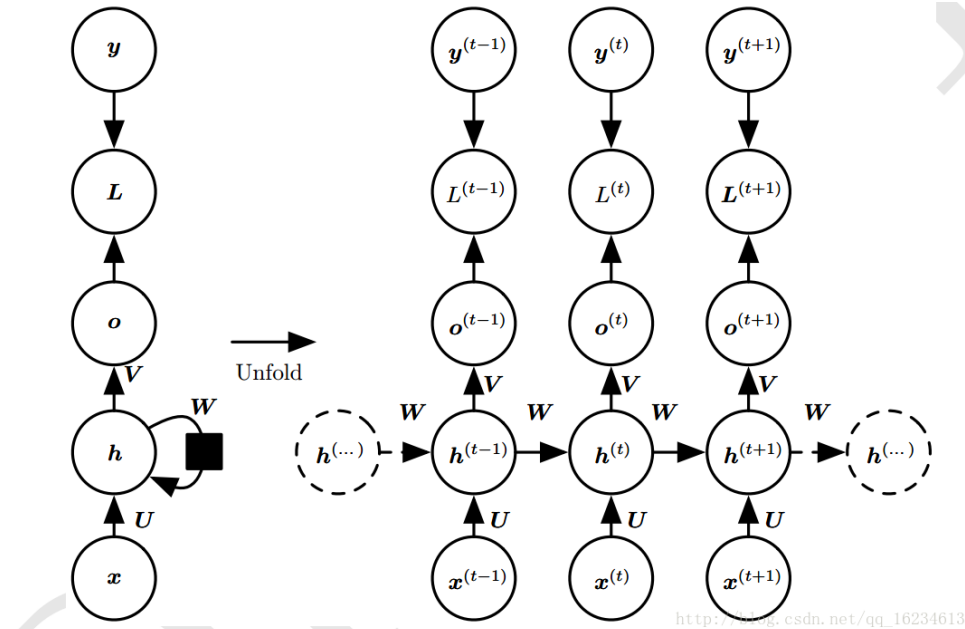 y y(t−1) y(t) y(t+1)
L L(t−1) L(t) L(t+1)
o o(t−1) o(t) o(t+1)
Unfold
V V V V
W W W W W
h h(...) h(t−1) h(t) h(t+1) h(...)
U U U U
x x(t−1) x(t) x(t+1)
http://blog.csdn.net/qq_16234613